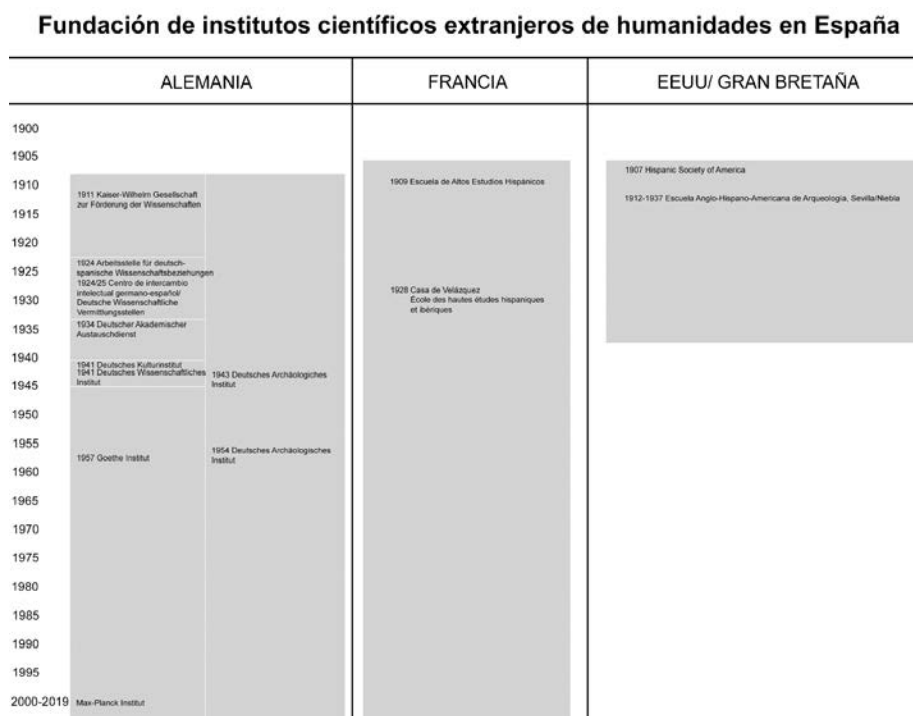 Fundación de institutos científicos extranjeros de humanidades en España
ALEMANIA
FRANCIA
EEUU/ GRAN BRETAÑA
1900
1905
1910
1915
1920
1925
1930
1935
1940
1945
1950
1955
1960
1965
1970
1975
1980
1985
1990
1995
2000-2019
1911 Kaiser-Wilhelm Gesellschaft
zur Förderung der Wissenschaften
1924 Arbeitsstelle für deutsch-
spanische Wissenschaftsbeziehungen
1924/25 Centro de intercambio
intelectual germano-español/
Deutsche Wissenschaftliche
Vermittlungsstellen
1934 Deutscher Akademischer
Austauschdienst
1941 Deutsches Kulturinstitut
1941 Deutsches Wissenschaftliches
Institut
1957 Goethe Institut
Max-Planck Institut
1943 Deutsches Archäologiches
Institut
1954 Deutsches Archäologisches
Institut
1909 Escuela de Altos Estudios Hispánicos
1928 Casa de Velázquez
École des hautes études hispaniques
et ibériques
1907 Hispanic Society of America
1912-1937 Escuela Anglo-Hispano-Americana de Arqueología, Sevilla/Niebla